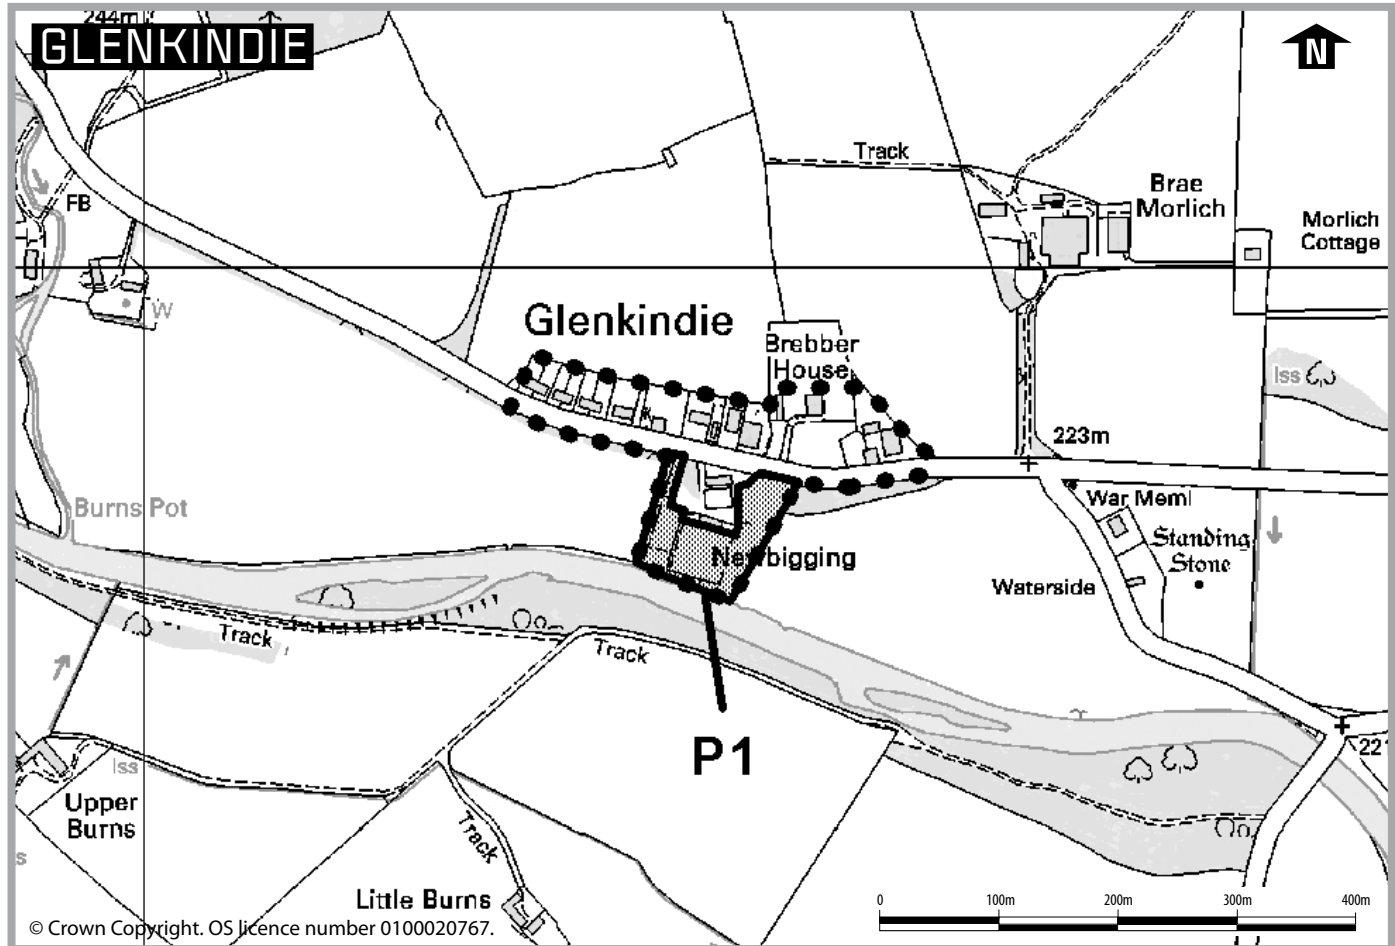 244m
GLENKINDIE
N
Track
Brae
Morlich
FB
Morlich
Cottage
W
Glenkindie
Brebber
House
Iss
223m
War Meml
Burns Pot
Standing
Stone
Newbigging
Waterside
Track
Track
P1
Iss
22
Upper
Burns
Track
s
Little Burns
0 100m 200m 300m 400m
© Crown Copyright. OS licence number 0100020767.